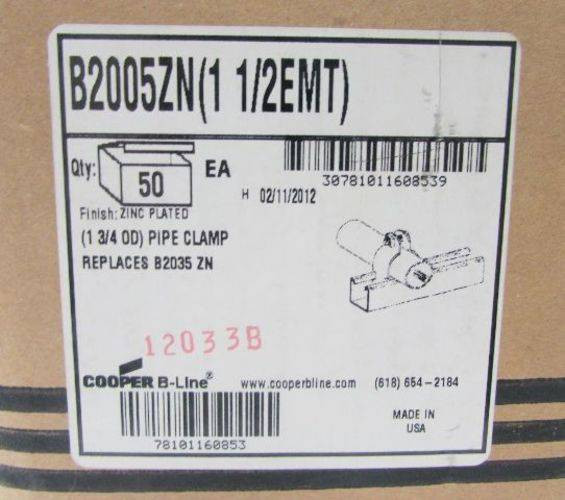 B2005ZN(1 1/2EMT)
Qty: 50 EA
30781011608539
H 02/11/2012
Finish: ZINC PLATED
(1 3/4 OD) PIPE CLAMP
REPLACES B2035 ZN
12033B
COOPER B-Line® www.cooperbline.com (618) 654-2184
MADE IN
USA
78101160853